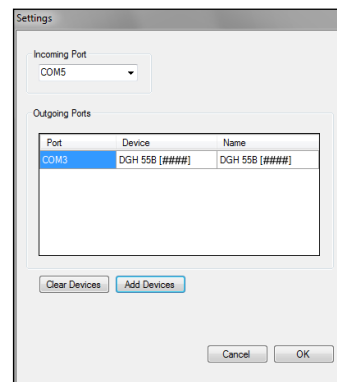 Settings
Incoming Port
COM5
Outgoing Ports
Port Device Name
COM3 DGH 55B [####] DGH 55B [####]
Clear Devices Add Devices
Cancel OK